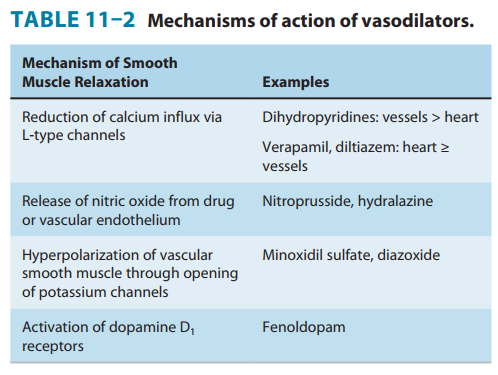 TABLE 11–2 Mechanisms of action of vasodilators.
Mechanism of Smooth
Muscle Relaxation
Examples
Reduction of calcium influx via
L-type channels
Dihydropyridines: vessels > heart
Verapamil, diltiazem: heart ≥
vessels
Release of nitric oxide from drug
or vascular endothelium
Nitroprusside, hydralazine
Hyperpolarization of vascular
smooth muscle through opening
of potassium channels
Minoxidil sulfate, diazoxide
Activation of dopamine D₁
receptors
Fenoldopam